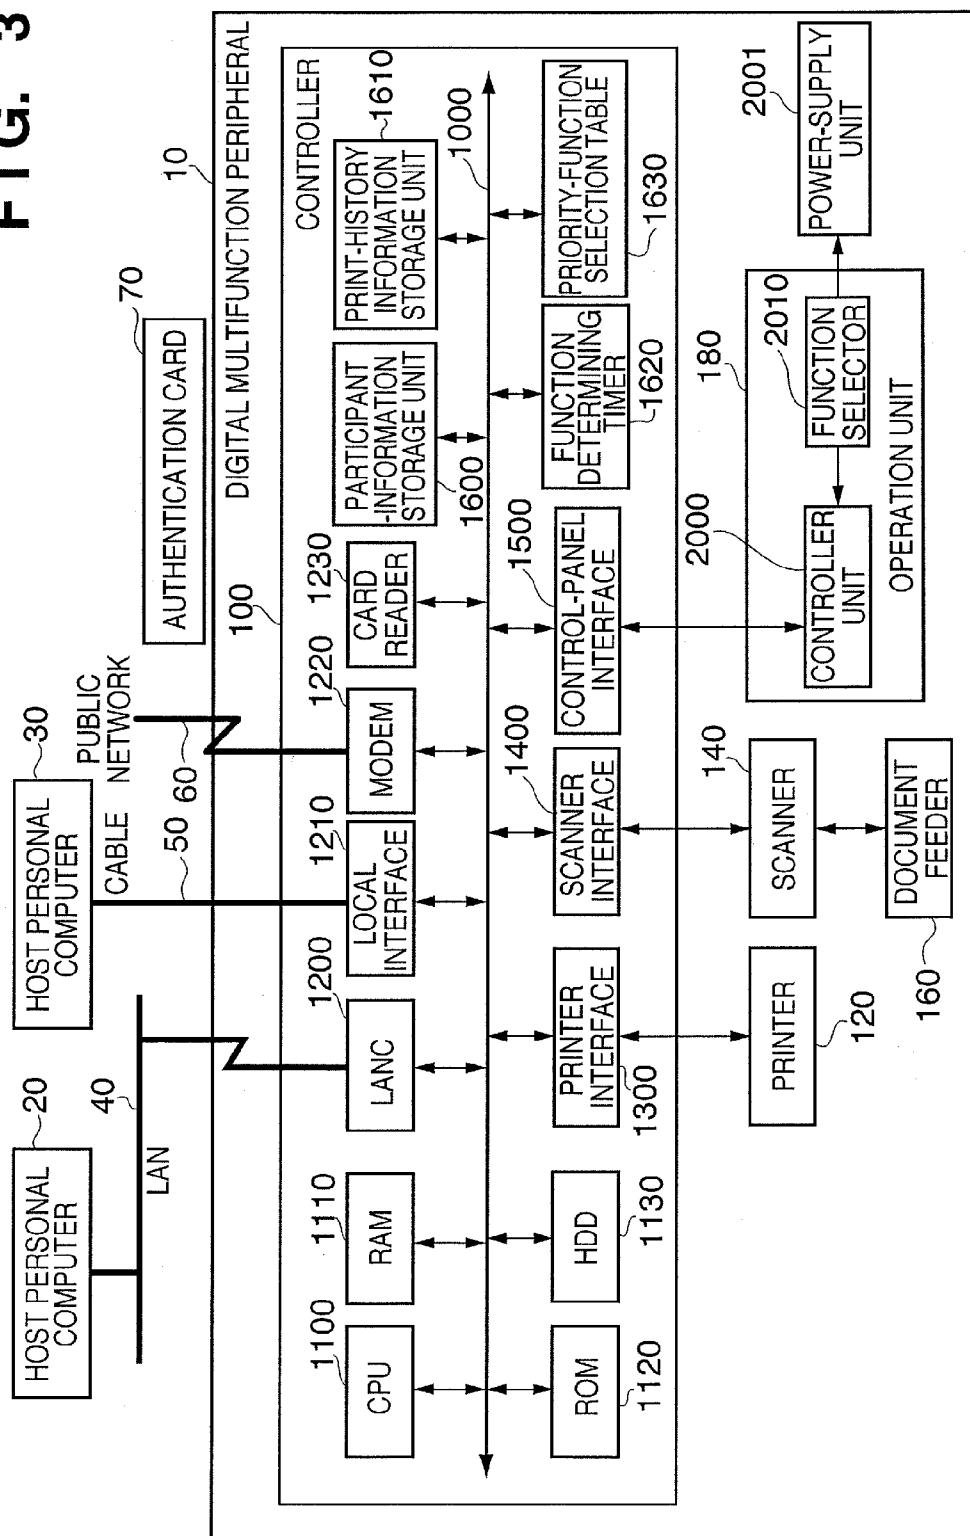 FIG. 3
HOST PERSONAL
COMPUTER
20
40
LAN
HOST PERSONAL
COMPUTER
30
CABLE
50
PUBLIC
NETWORK
60
AUTHENTICATION CARD
70
10
DIGITAL MULTIFUNCTION PERIPHERAL
100
CONTROLLER
1100
CPU
1110
RAM
1200
LANC
1210
LOCAL
INTERFACE
1220
MODEM
1230
CARD
READER
PARTICIPANT
-INFORMATION
STORAGE UNIT
1600
PRINT-HISTORY
INFORMATION
STORAGE UNIT
1610
1000
ROM
1120
HDD
1130
PRINTER
INTERFACE
1300
1400
SCANNER
INTERFACE
1500
CONTROL-PANEL
INTERFACE
FUNCTION
DETERMINING
TIMER
1620
PRIORITY-FUNCTION
SELECTION TABLE
1630
PRINTER
120
140
SCANNER
DOCUMENT
FEEDER
160
180
2000
CONTROLLER
UNIT
2010
FUNCTION
SELECTOR
OPERATION UNIT
2001
POWER-SUPPLY
UNIT